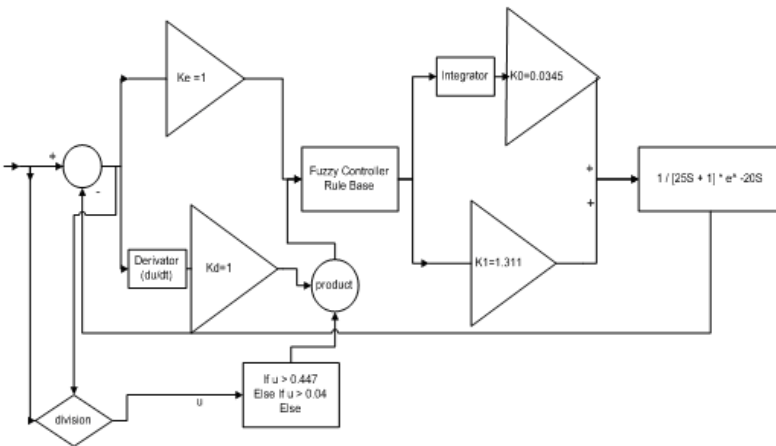 Ke =1
Integrator
K0=0.0345
+
-
Fuzzy Controller
Rule Base
+
+
1 / [25S + 1] * e^ -20S
Derivator
(du/dt)
Kd=1
product
K1=1.311
If u > 0.447
Else If u > 0.04
Else
division
u